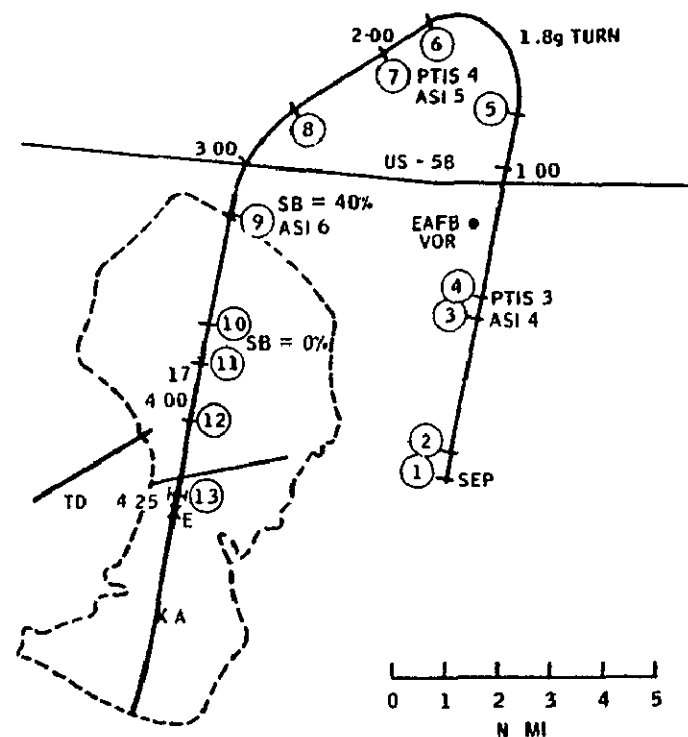 6
2·00
1.8g TURN
7
PTIS 4
ASI 5
5
8
3 00
US - 58
1 00
SB = 40%
9
ASI 6
EAFB
VOR
4
PTIS 3
3
ASI 4
10
SB = 0%
11
17
4 00
12
2
1
SEP
TD
4 25
13
E
X A
0 1 2 3 4 5
N MI